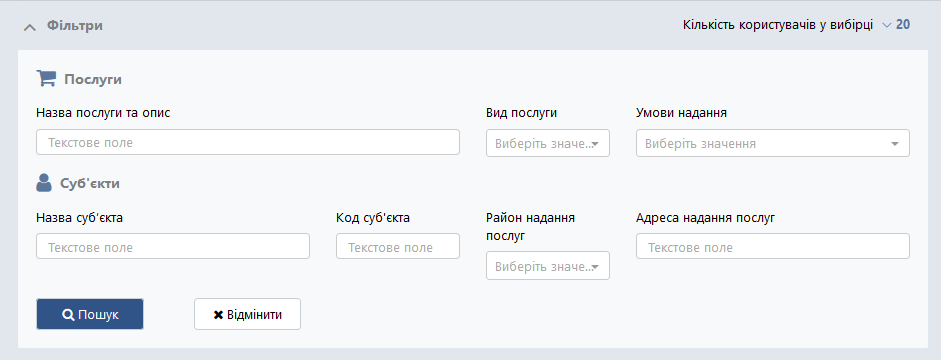 Фільтри
Кількість користувачів у вибірці 20
Послуги
Назва послуги та опис
Вид послуги
Умови надання
Текстове поле
Виберіть значе...
Виберіть значення
Суб'єкти
Назва суб'єкта
Код суб'єкта
Район надання
послуг
Адреса надання послуг
Текстове поле
Текстове поле
Виберіть значе...
Текстове поле
Пошук
Відмінити